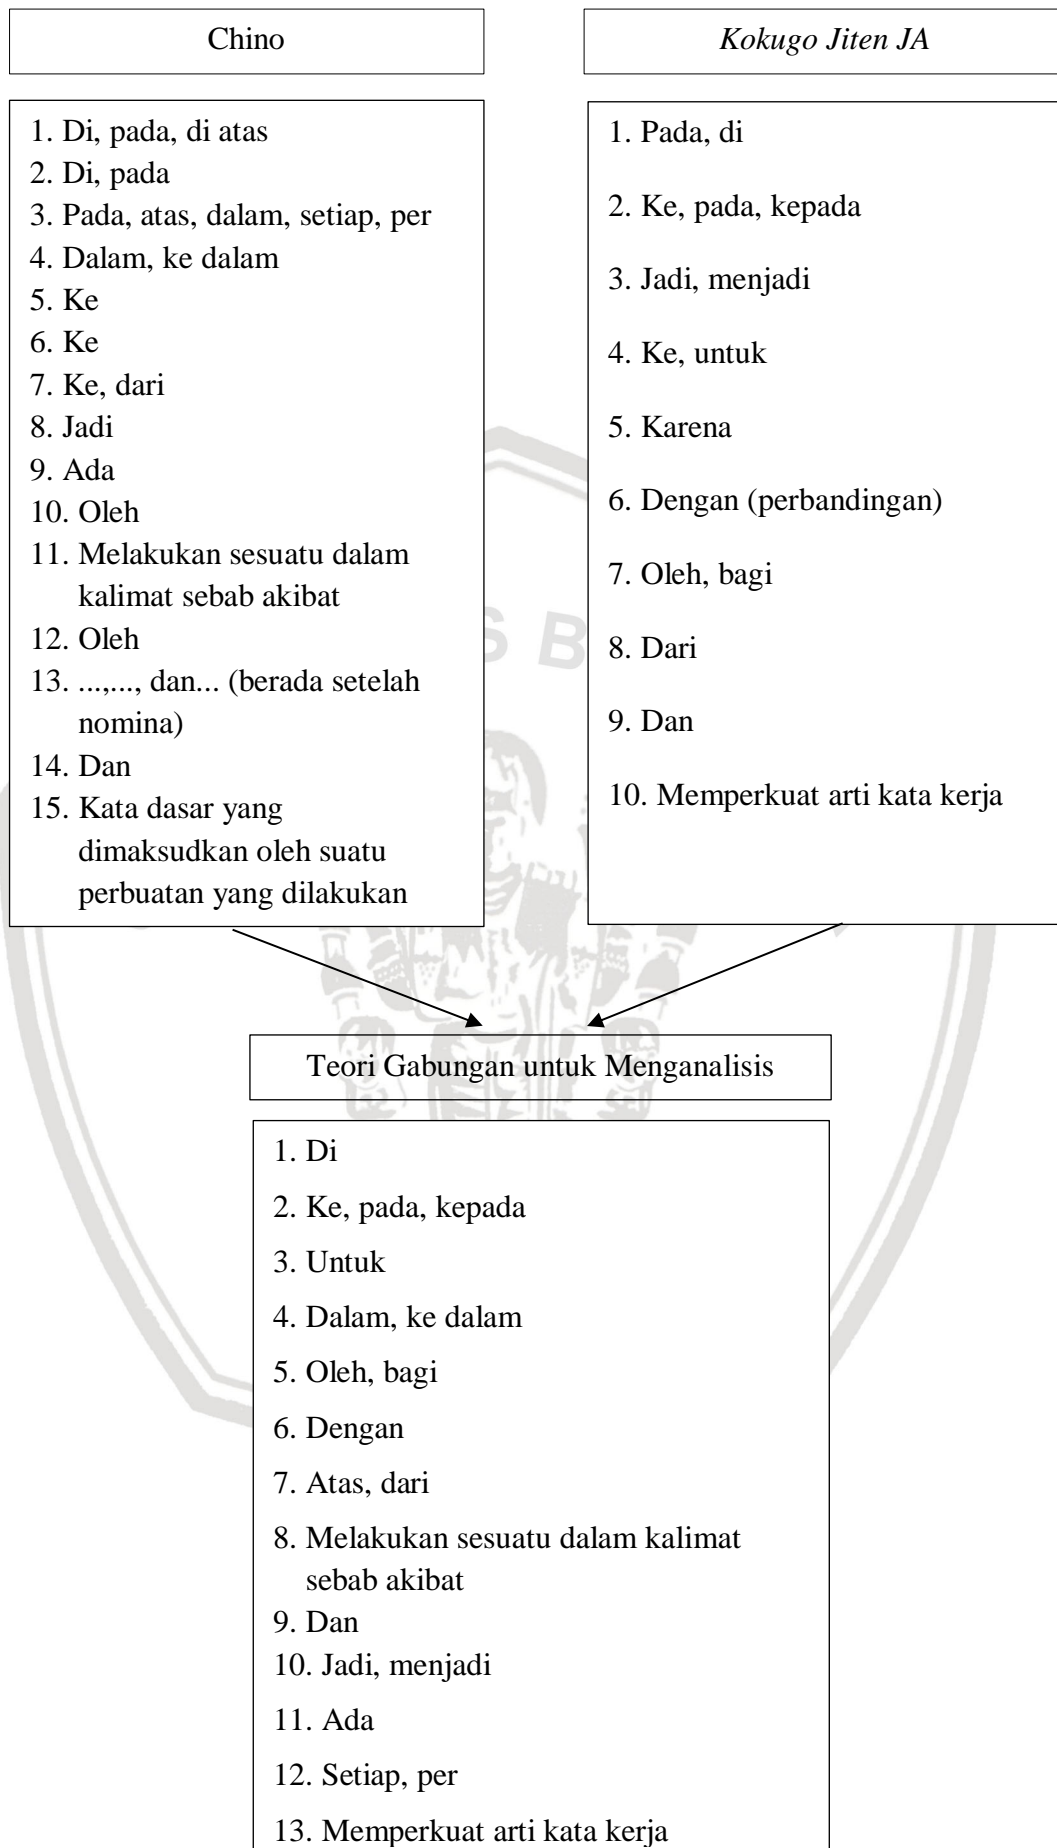 Chino
1. Di, pada, di atas
2. Di, pada
3. Pada, atas, dalam, setiap, per
4. Dalam, ke dalam
5. Ke
6. Ke
7. Ke, dari
8. Jadi
9. Ada
10. Oleh
11. Melakukan sesuatu dalam
kalimat sebab akibat
12. Oleh
13. ...,..., dan... (berada setelah
nomina)
14. Dan
15. Kata dasar yang
dimaksudkan oleh suatu
perbuatan yang dilakukan
Kokugo Jiten JA
1. Pada, di
2. Ke, pada, kepada
3. Jadi, menjadi
4. Ke, untuk
5. Karena
6. Dengan (perbandingan)
7. Oleh, bagi
8. Dari
9. Dan
10. Memperkuat arti kata kerja
S B
Teori Gabungan untuk Menganalisis
1. Di
2. Ke, pada, kepada
3. Untuk
4. Dalam, ke dalam
5. Oleh, bagi
6. Dengan
7. Atas, dari
8. Melakukan sesuatu dalam kalimat
sebab akibat
9. Dan
10. Jadi, menjadi
11. Ada
12. Setiap, per
13. Memperkuat arti kata kerja